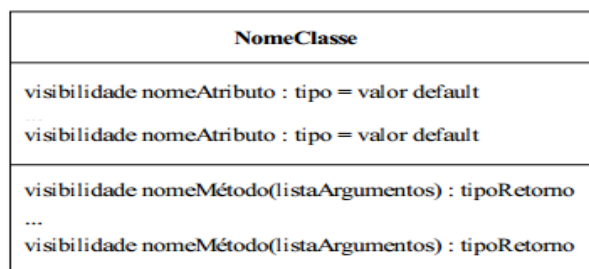 NomeClasse
visibilidade nomeAtributo : tipo = valor default
...
visibilidade nomeAtributo : tipo = valor default
visibilidade nomeMétodo(listaArgumentos) : tipoRetorno
...
visibilidade nomeMétodo(listaArgumentos) : tipoRetorno